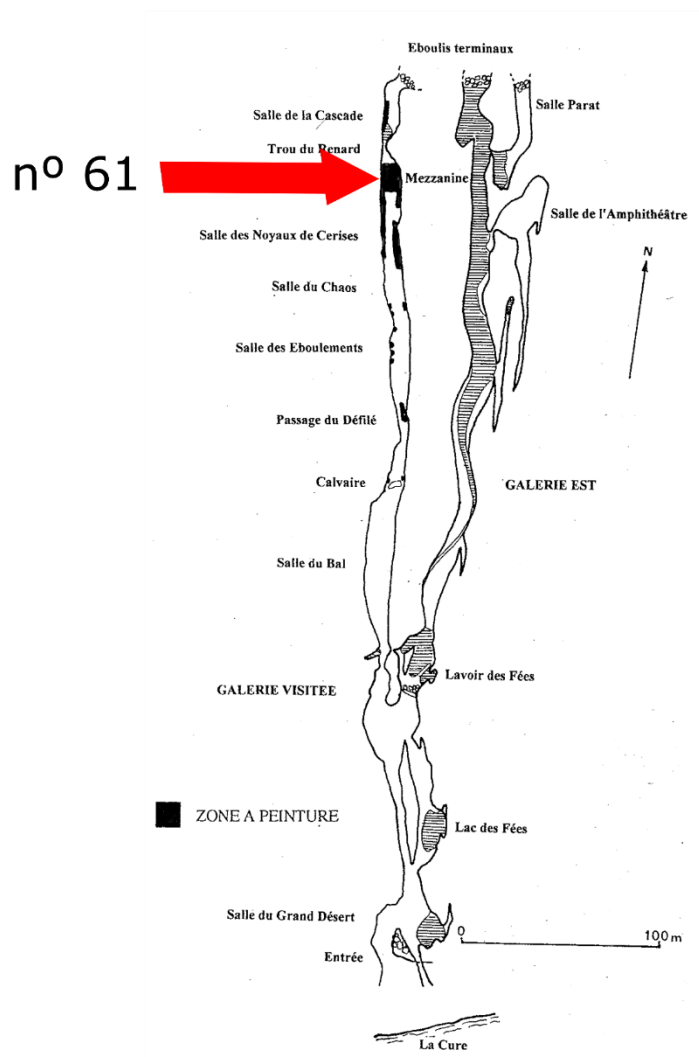 Eboulis terminaux
Salle de la Cascade
Salle Parat
Trou du Renard
nº 61
Mezzanine
Salle de l'Amphithéâtre
Salle des Noyaux de Cerises
N
Salle du Chaos
Salle des Eboulements
Passage du Défilé
Calvaire
GALERIE EST
Salle du Bal
Lavoir des Fées
GALERIE VISITEE
ZONE A PEINTURE
Lac des Fées
Salle du Grand Désert
0
100 m
Entrée
La Cure